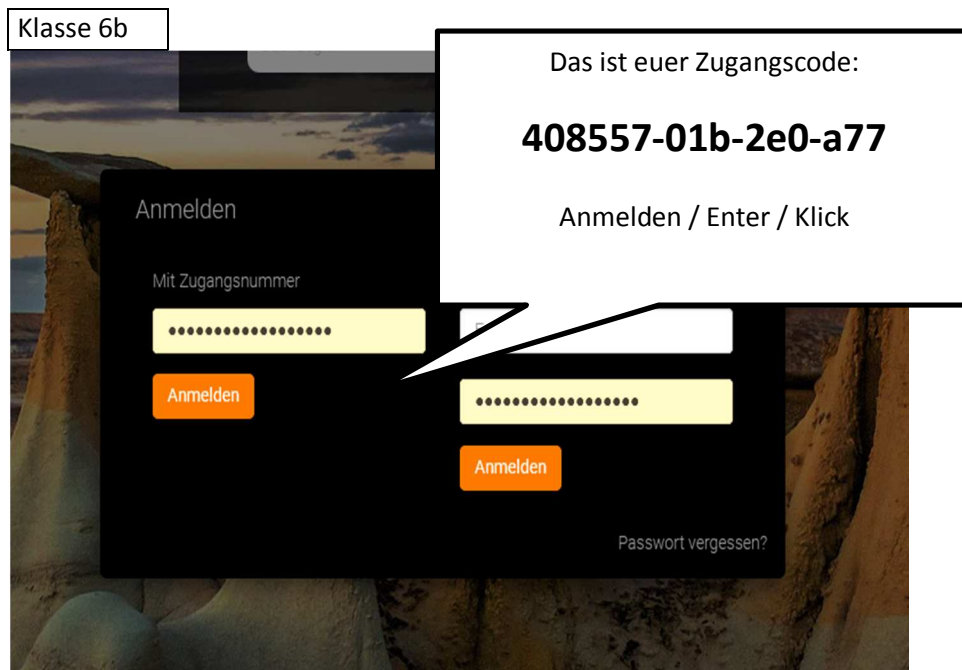 Klasse 6b
Das ist euer Zugangscode:
408557-01b-2e0-a77
Anmelden / Enter / Klick
Anmelden
Mit Zugangsnummer
••••••••••••••••••
Anmelden
••••••••••••••••••
Anmelden
Passwort vergessen?